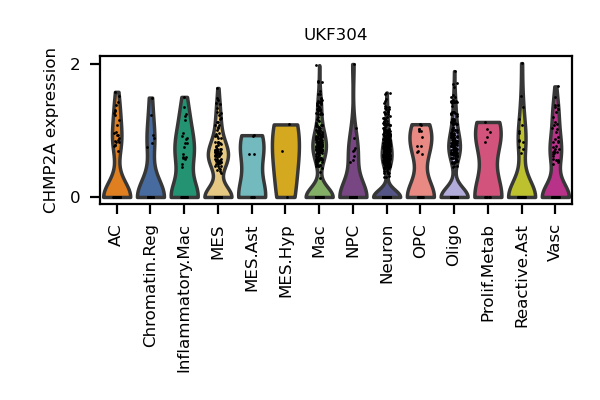 UKF304
CHMP2A expression
2
0
AC
Chromatin.Reg
Inflammatory.Mac
MES
MES.Ast
MES.Hyp
Mac
NPC
Neuron
OPC
Oligo
Prolif.Metab
Reactive.Ast
Vasc